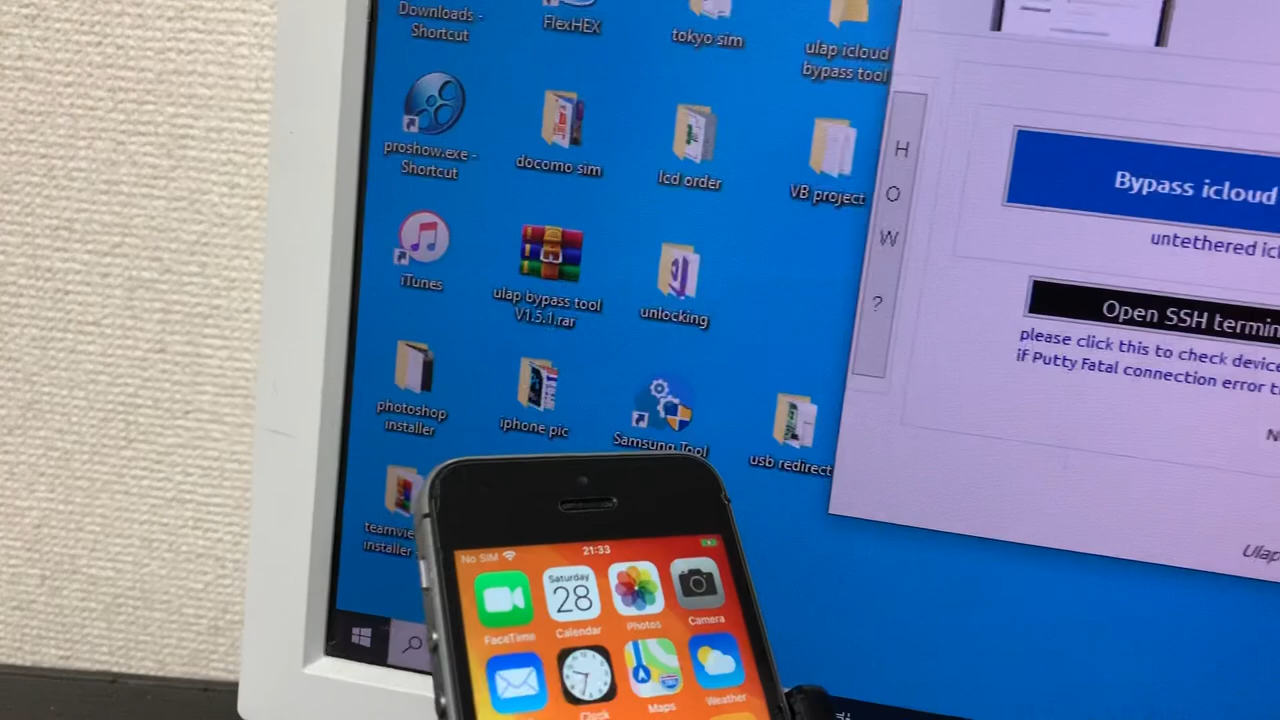 Downloads -
Shortcut
FlexHEX
tokyo sim
ulap icloud
bypass tool
proshow.exe -
Shortcut
docomo sim
lcd order
VB project
iTunes
ulap bypass tool
V1.5.1.rar
unlocking
photoshop
installer
iphone pic
Samsung Tool
usb redirect
teamvie
installer
H
O
W
?
Bypass icloud
untethered icl
Open SSH termin
please click this to check device
if Putty Fatal connection error t
N
Ulap
No SIM
21:33
Saturday
28
FaceTime
Calendar
Photos
Camera
Clock
Maps
Weather